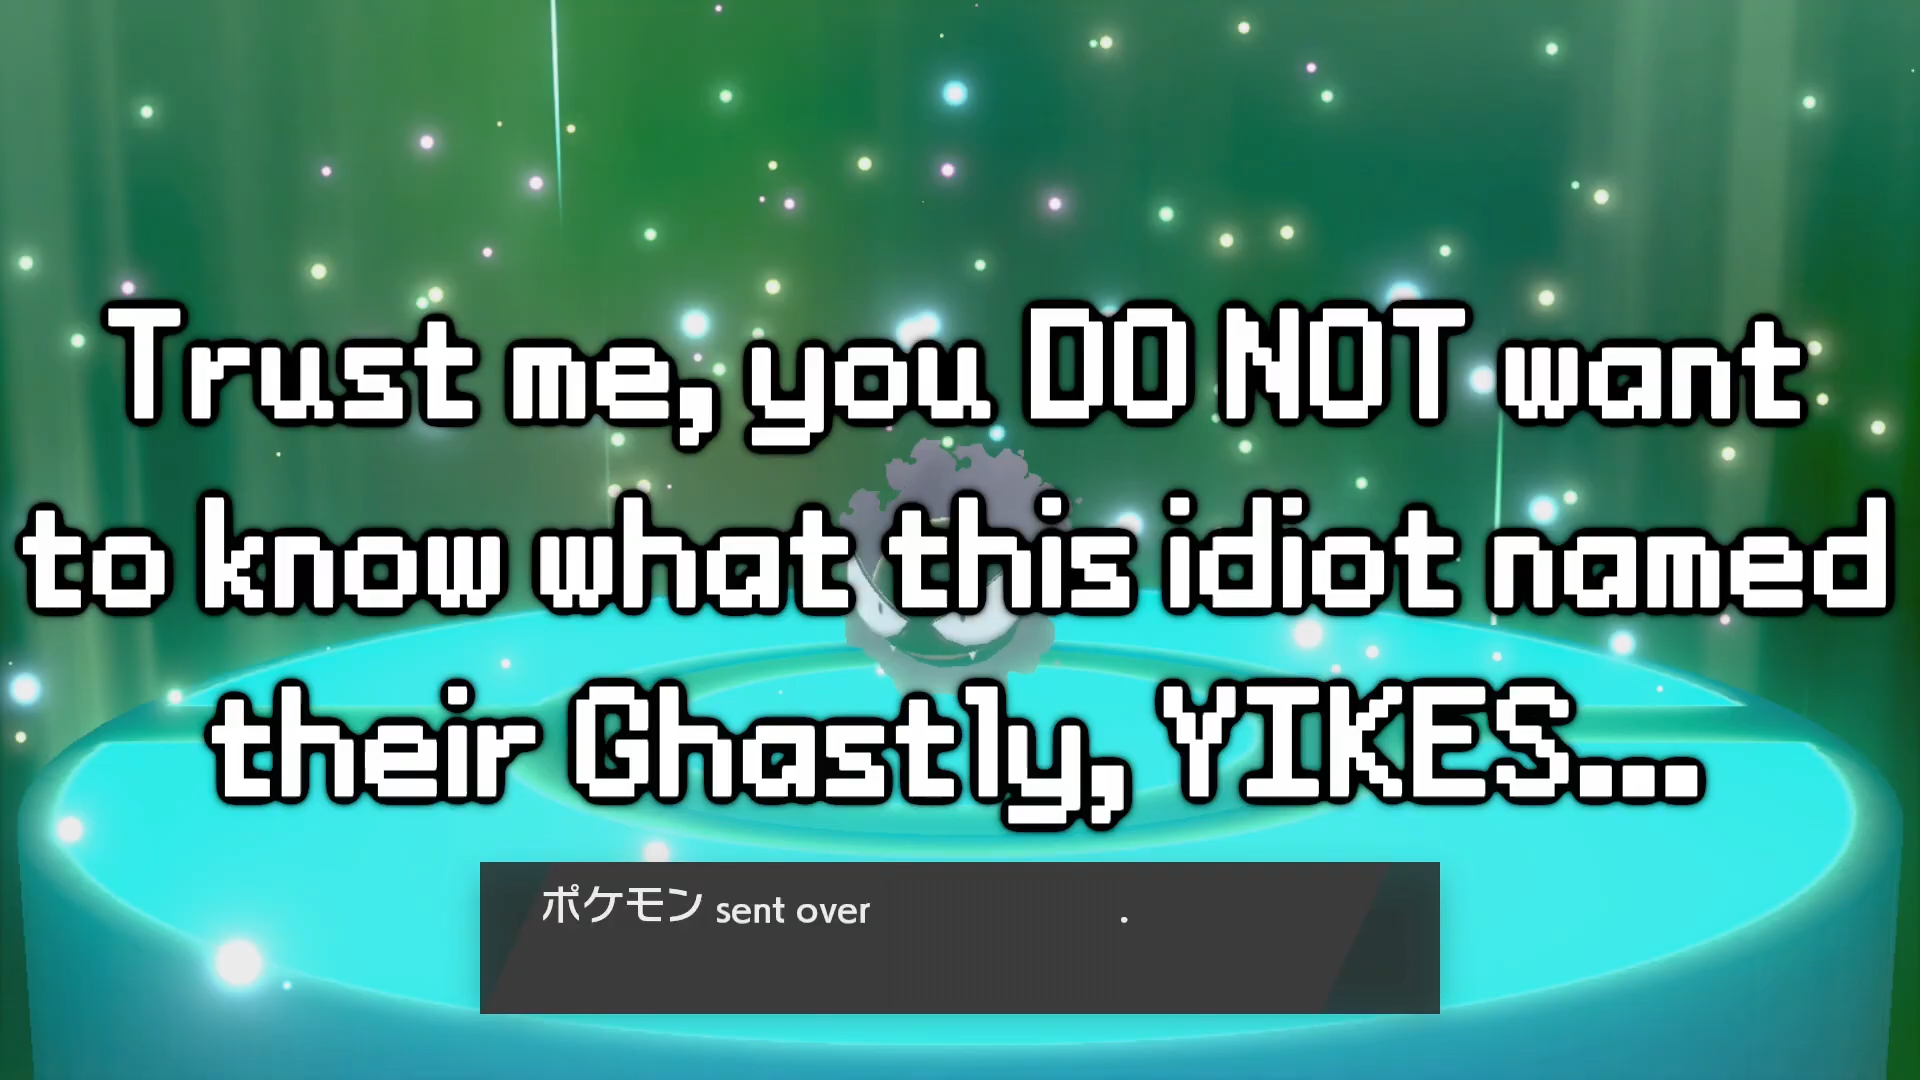 Trust me, you DO NOT want
to know what this idiot named
their Ghastly, YIKES...
ポケモン sent over .